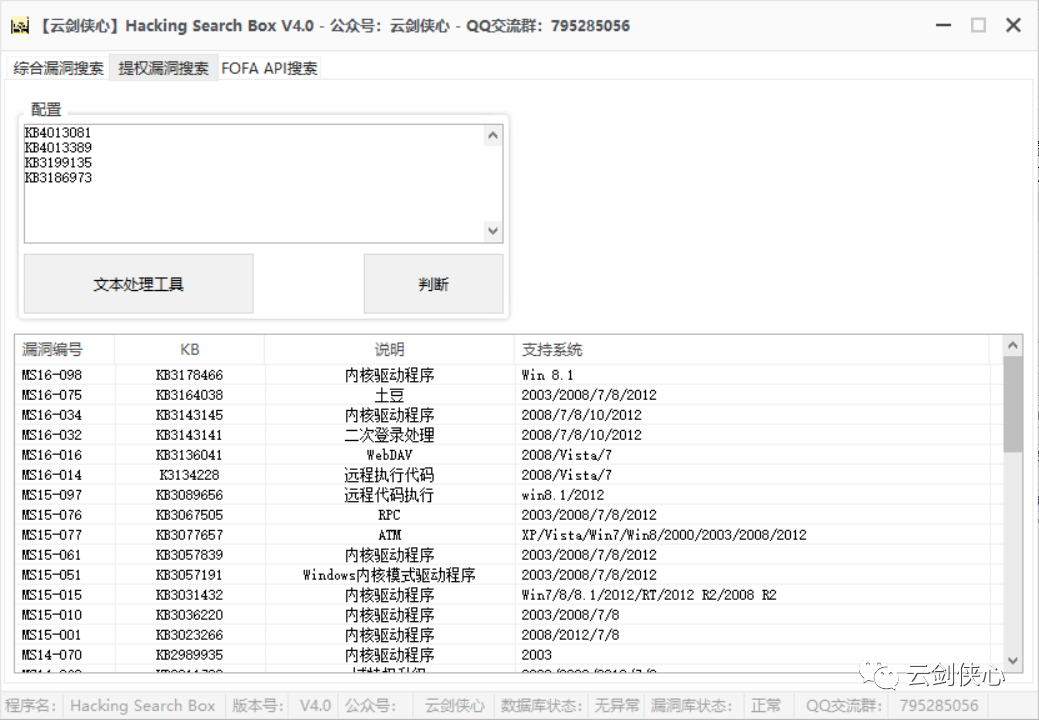 【云剑侠心】Hacking Search Box V4.0 - 公众号：云剑侠心 - QQ交流群：795285056
综合漏洞搜索 提权漏洞搜索 FOFA API搜索
配置
KB4013081
KB4013389
KB3199135
KB3186973
文本处理工具 判断
漏洞编号 KB 说明 支持系统
MS16-098 KB3178466 内核驱动程序 Win 8.1
MS16-075 KB3164038 土豆 2003/2008/7/8/2012
MS16-034 KB3143145 内核驱动程序 2008/7/8/10/2012
MS16-032 KB3143141 二次登录处理 2008/7/8/10/2012
MS16-016 KB3136041 WebDAV 2008/Vista/7
MS16-014 K3134228 远程执行代码 2008/Vista/7
MS15-097 KB3089656 远程代码执行 win8.1/2012
MS15-076 KB3067505 RPC 2003/2008/7/8/2012
MS15-077 KB3077657 ATM XP/Vista/Win7/Win8/2000/2003/2008/2012
MS15-061 KB3057839 内核驱动程序 2003/2008/7/8/2012
MS15-051 KB3057191 Windows内核模式驱动程序 2003/2008/7/8/2012
MS15-015 KB3031432 内核驱动程序 Win7/8/8.1/2012/RT/2012 R2/2008 R2
MS15-010 KB3036220 内核驱动程序 2003/2008/7/8
MS15-001 KB3023266 内核驱动程序 2008/2012/7/8
MS14-070 KB2989935 内核驱动程序 2003
云剑侠心
程序名： Hacking Search Box 版本号： V4.0 公众号： 云剑侠心 数据库状态： 无异常 漏洞库状态： 正常 QQ交流群： 795285056